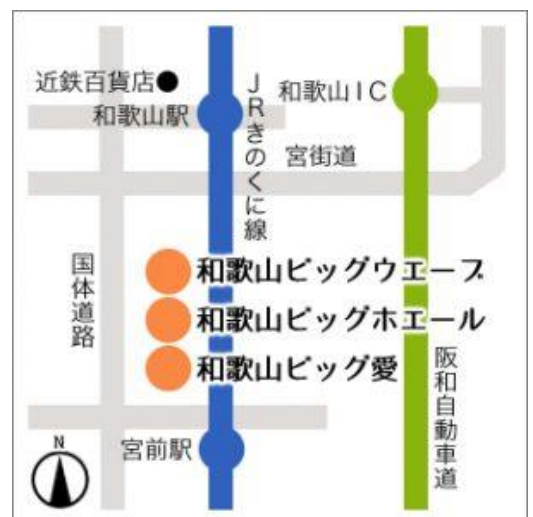 近鉄百貨店
和歌山駅
JRきのくに線
和歌山IC
宮街道
国体道路
和歌山ビッグウエーブ
和歌山ビッグホエール
和歌山ビッグ愛
阪和自動車道
宮前駅
N